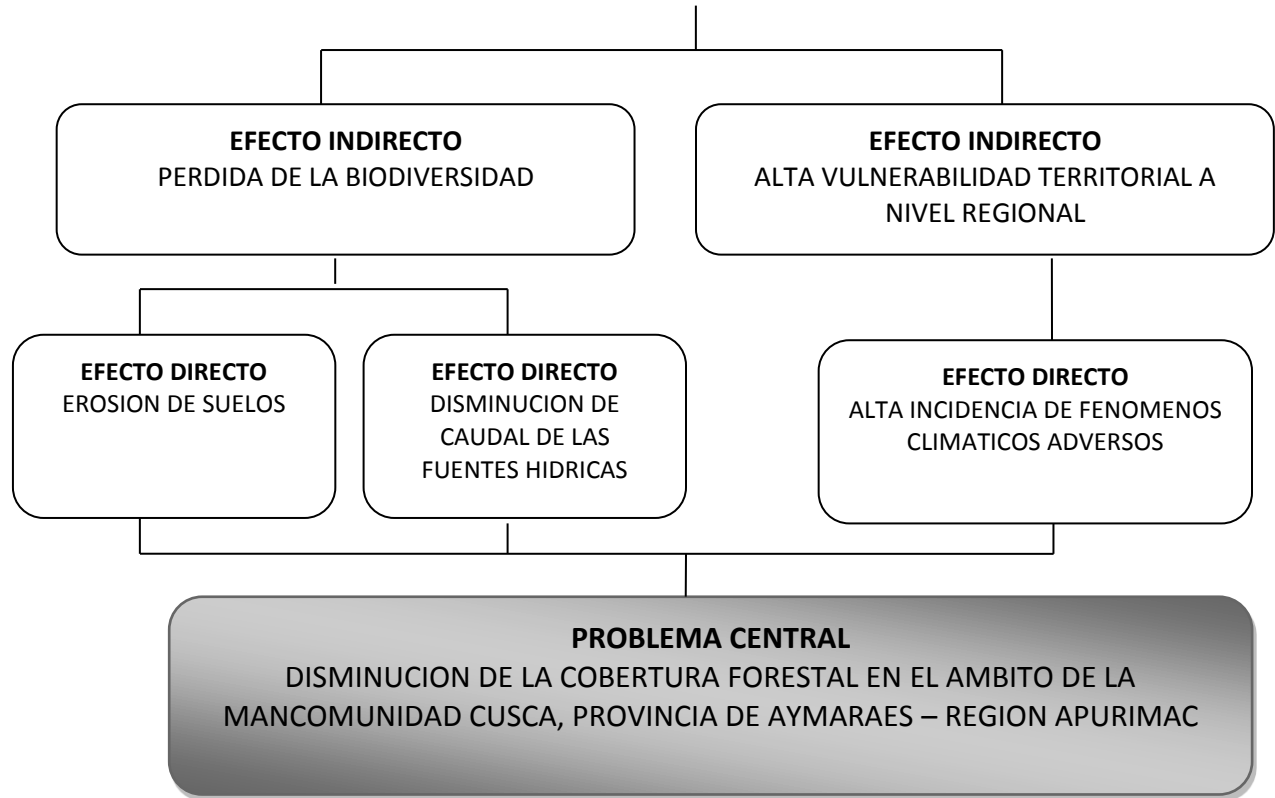 EFECTO INDIRECTO
PERDIDA DE LA BIODIVERSIDAD
EFECTO INDIRECTO
ALTA VULNERABILIDAD TERRITORIAL A
NIVEL REGIONAL
EFECTO DIRECTO
EROSION DE SUELOS
EFECTO DIRECTO
DISMINUCION DE
CAUDAL DE LAS
FUENTES HIDRICAS
EFECTO DIRECTO
ALTA INCIDENCIA DE FENOMENOS
CLIMATICOS ADVERSOS
PROBLEMA CENTRAL
DISMINUCION DE LA COBERTURA FORESTAL EN EL AMBITO DE LA
MANCOMUNIDAD CUSCA, PROVINCIA DE AYMARAES – REGION APURIMAC